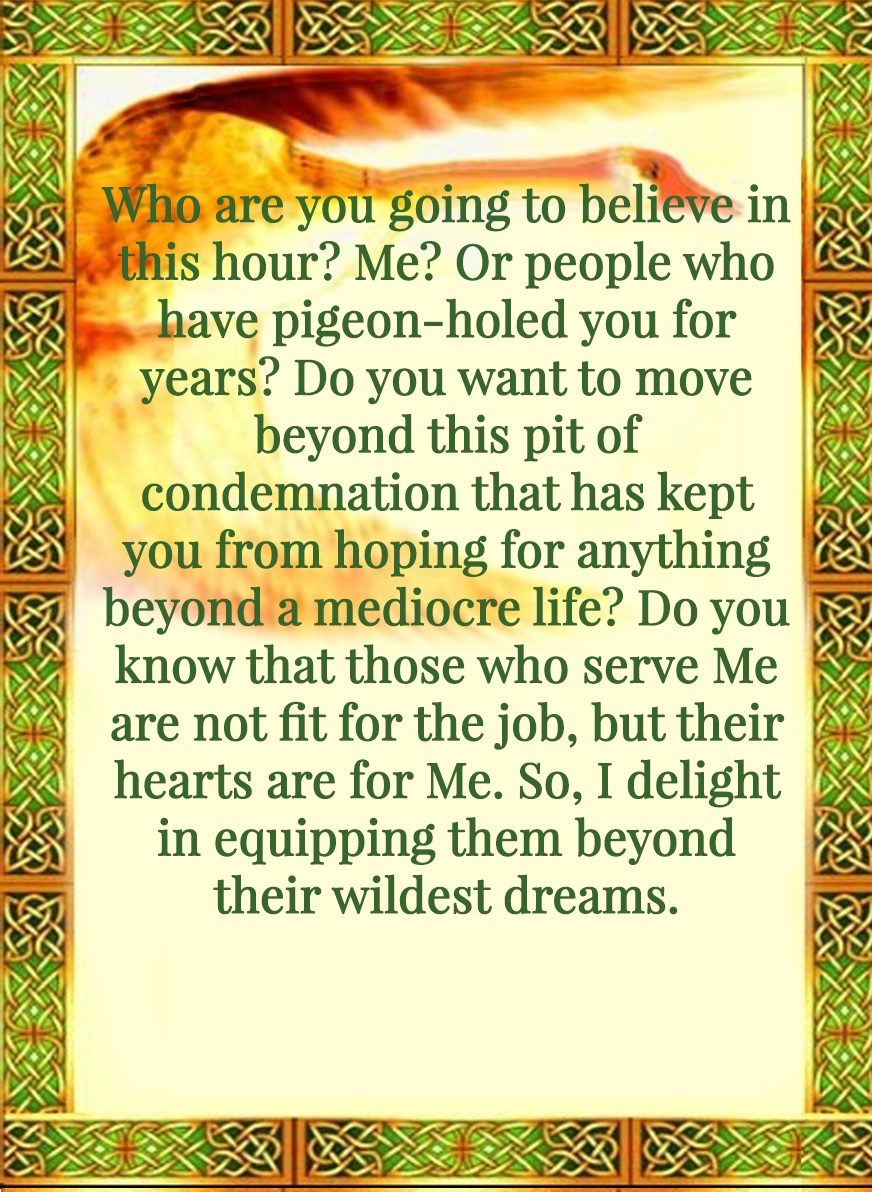 Who are you going to believe in
this hour? Me? Or people who
have pigeon-holed you for
years? Do you want to move
beyond this pit of
condemnation that has kept
you from hoping for anything
beyond a mediocre life? Do you
know that those who serve Me
are not fit for the job, but their
hearts are for Me. So, I delight
in equipping them beyond
their wildest dreams.